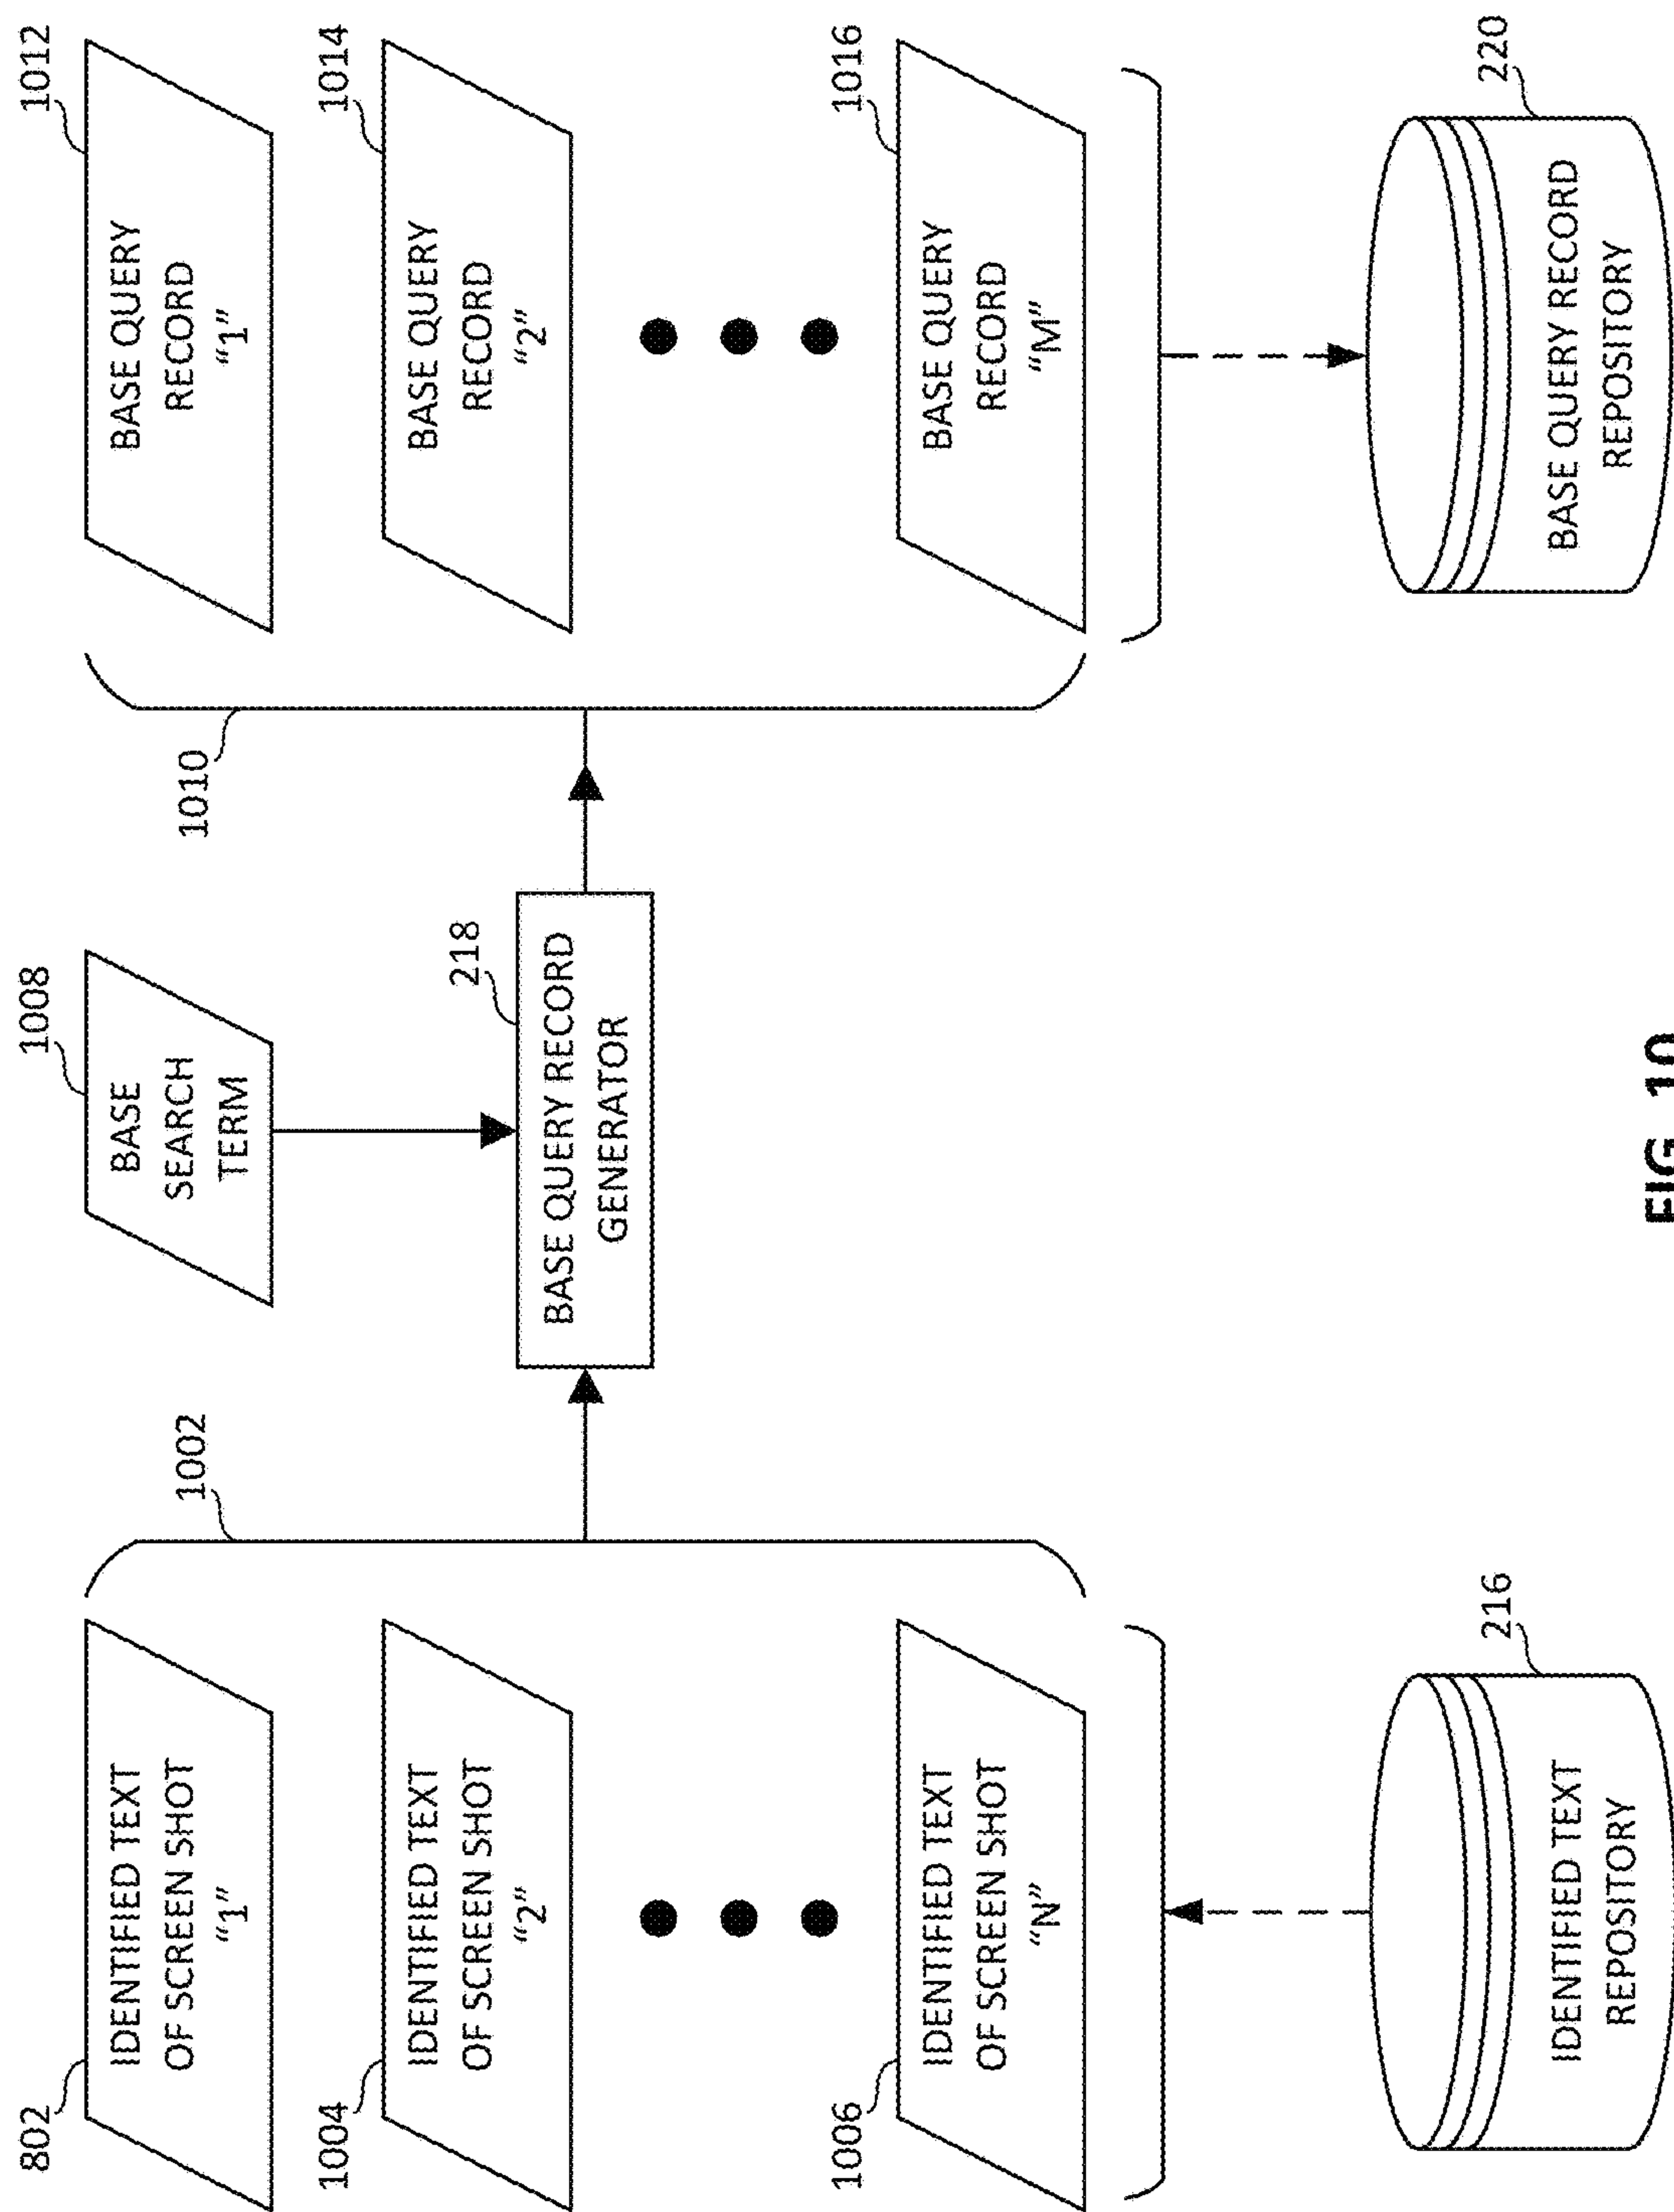 802
IDENTIFIED TEXT
OF SCREEN SHOT
“1”
1004
IDENTIFIED TEXT
OF SCREEN SHOT
“2”
1006
IDENTIFIED TEXT
OF SCREEN SHOT
“N”
1002
216
IDENTIFIED TEXT
REPOSITORY
1008
BASE
SEARCH
TERM
218
BASE QUERY RECORD
GENERATOR
1010
1012
BASE QUERY
RECORD
“1”
1014
BASE QUERY
RECORD
“2”
1016
BASE QUERY
RECORD
“M”
220
BASE QUERY RECORD
REPOSITORY
FIG. 10